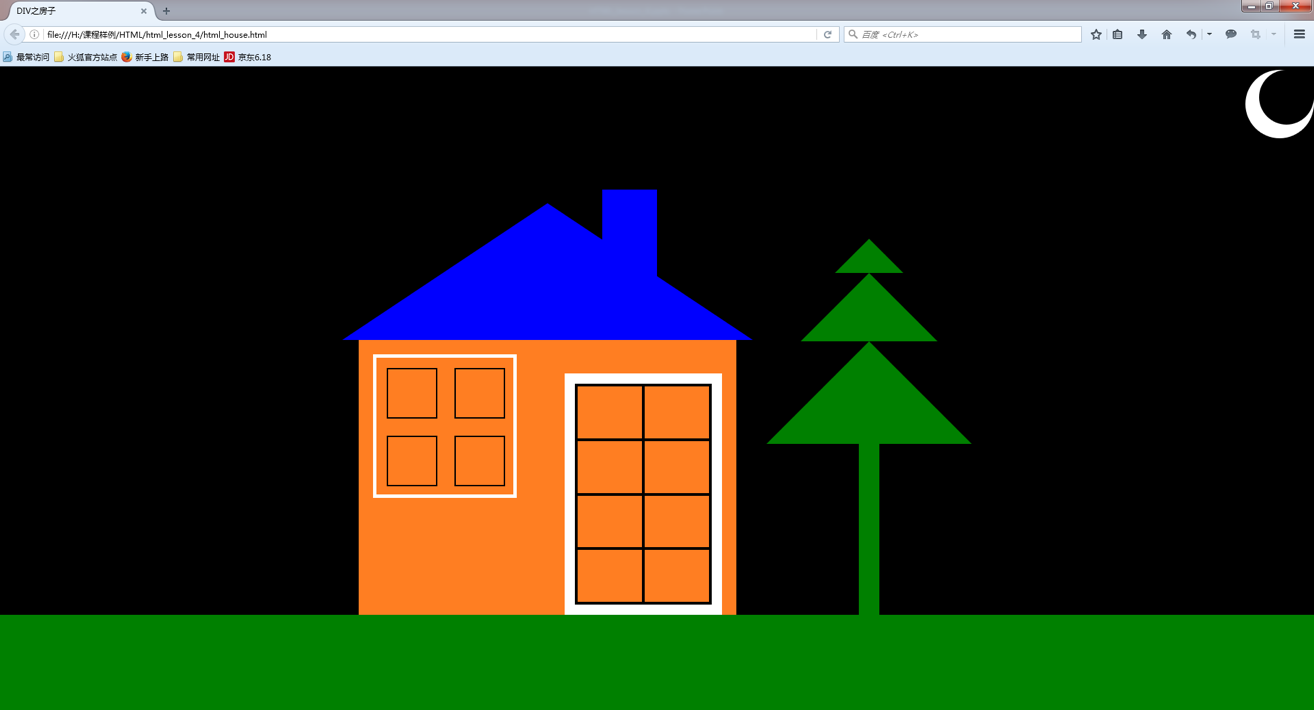 DIV之房子
file:///H:/课程样例/HTML/html_lesson_4/html_house.html
百度 <Ctrl+K>
最常访问 火狐官方站点 新手上路 常用网址 JD 京东6.18